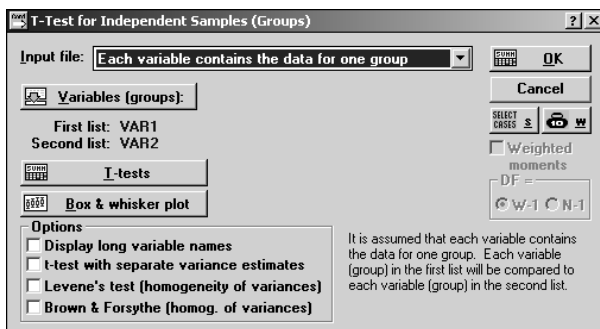 T-Test for Independent Samples (Groups)
Input file: Each variable contains the data for one group
OK
Variables (groups):
Cancel
First list: VAR1
Second list: VAR2
SELECT CASES S
W
T-tests
Weighted moments
Box & whisker plot
DF =
W-1 N-1
Options
Display long variable names
t-test with separate variance estimates
Levene's test (homogeneity of variances)
Brown & Forsythe (homog. of variances)
It is assumed that each variable contains
the data for one group. Each variable
(group) in the first list will be compared to
each variable (group) in the second list.